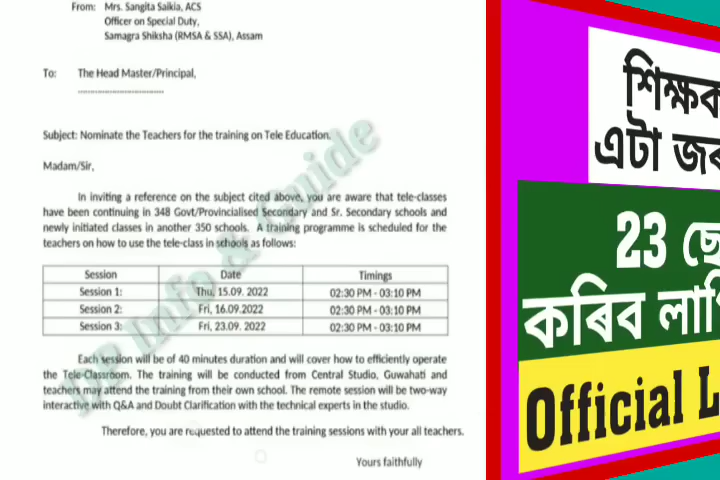 From: Mrs. Sangita Saikia, ACS
Officer on Special Duty,
Samagra Shiksha (RMSA & SSA), Assam
To: The Head Master/Principal,
................................
Subject: Nominate the Teachers for the training on Tele Education.
Madam/Sir,
In inviting a reference on the subject cited above, you are aware that tele-classes
have been continuing in 348 Govt/Provincialised Secondary and Sr. Secondary schools and
newly initiated classes in another 350 schools. A training programme is scheduled for the
teachers on how to use the tele-class in schools as follows:
Session Date Timings
Session 1: Thu, 15.09. 2022 02:30 PM - 03:10 PM
Session 2: Fri, 16.09.2022 02:30 PM - 03:10 PM
Session 3: Fri, 23.09. 2022 02:30 PM - 03:10 PM
Each session will be of 40 minutes duration and will cover how to efficiently operate
the Tele-Classroom. The training will be conducted from Central Studio, Guwahati and
teachers may attend the training from their own school. The remote session will be two-way
interactive with Q&A and Doubt Clarification with the technical experts in the studio.
Therefore, you are requested to attend the training sessions with your all teachers.
Yours faithfully
Info & Guide
শিক্ষক
এটা
23
কৰিব
Official